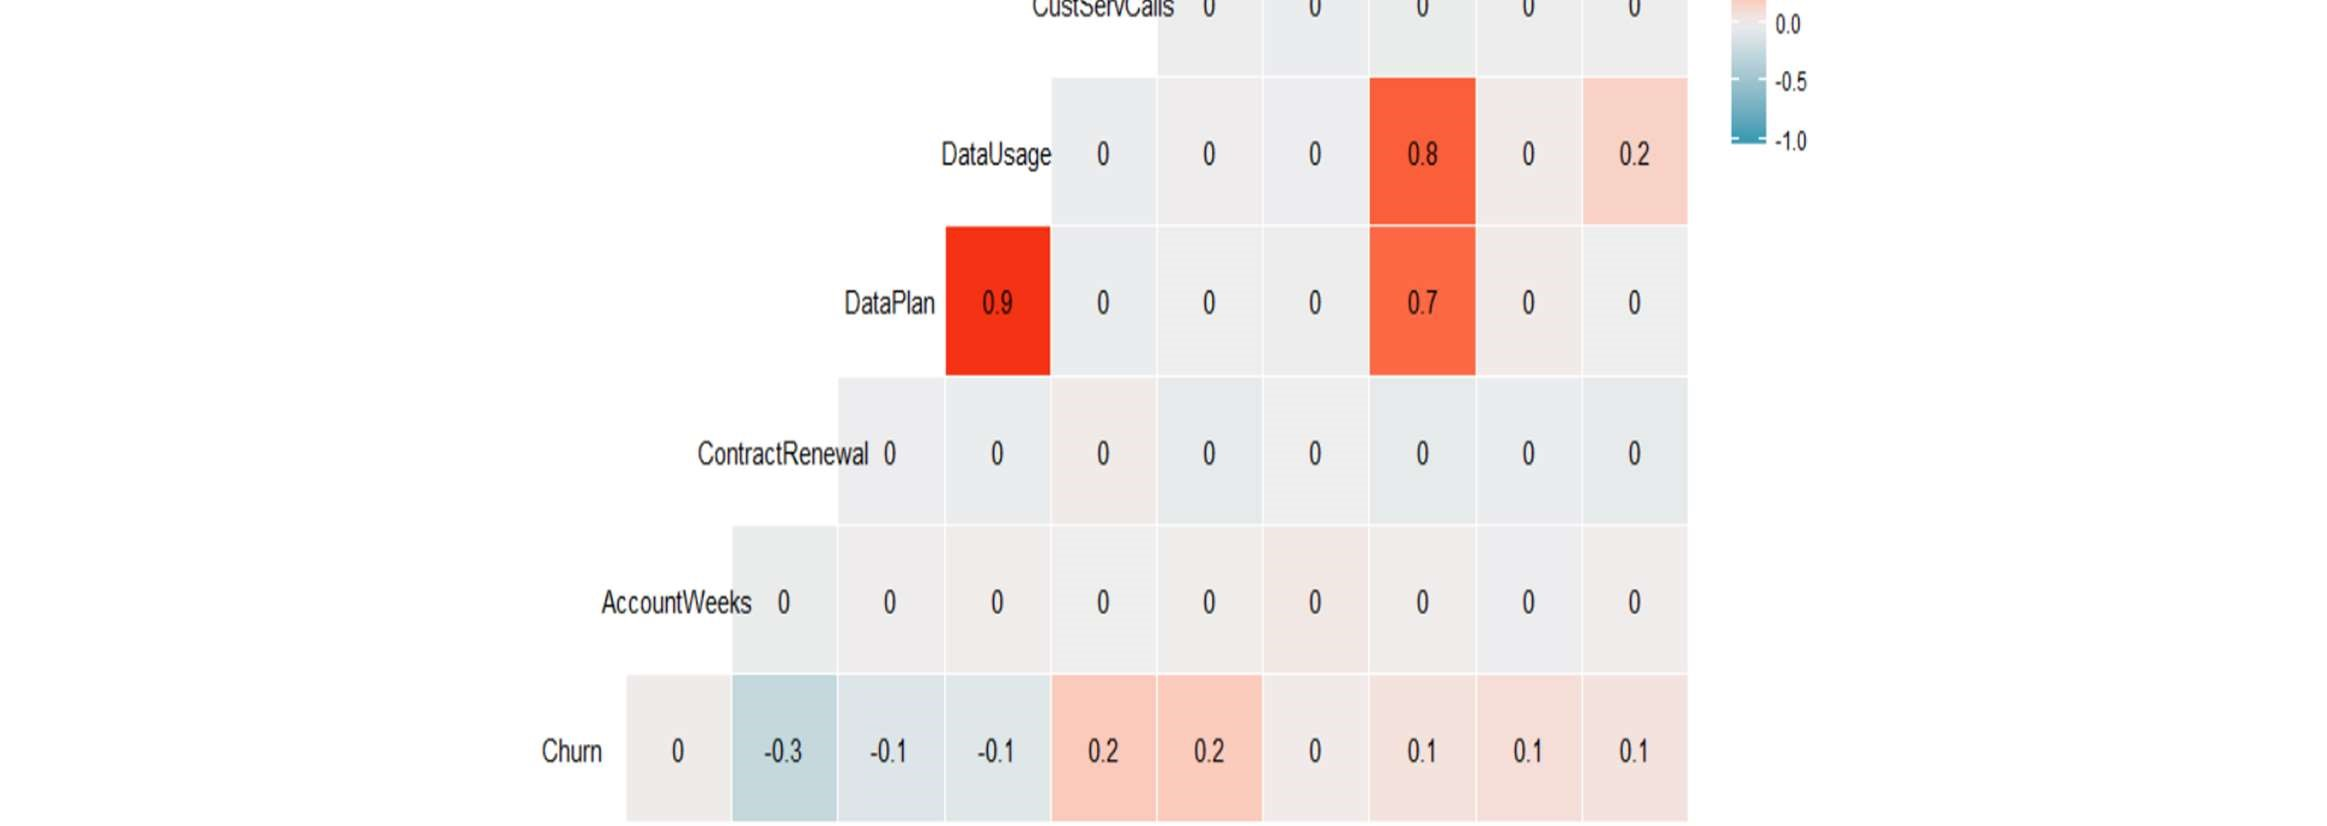 CustServCalls 0 0 0 0 0
0.0
-0.5
-1.0
DataUsage 0 0 0 0.8 0 0.2
DataPlan 0.9 0 0 0 0.7 0 0
ContractRenewal 0 0 0 0 0 0 0 0
AccountWeeks 0 0 0 0 0 0 0 0 0
Churn 0 -0.3 -0.1 -0.1 0.2 0.2 0 0.1 0.1 0.1